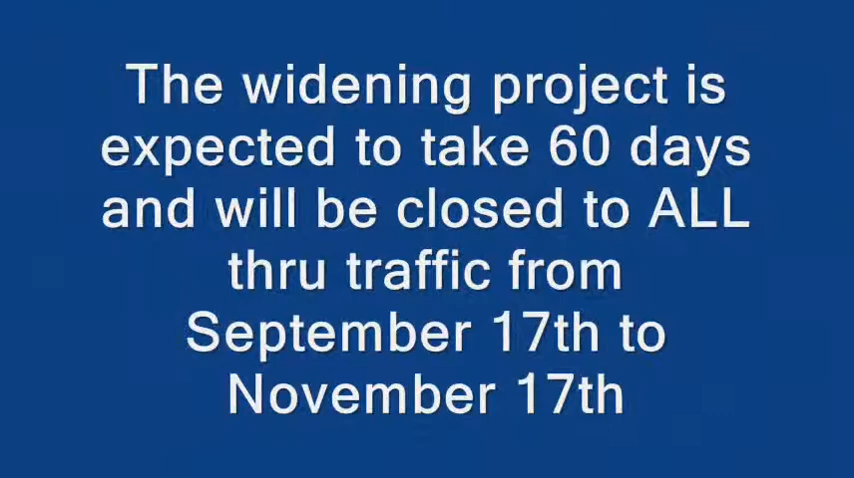 The widening project is
expected to take 60 days
and will be closed to ALL
thru traffic from
September 17th to
November 17th